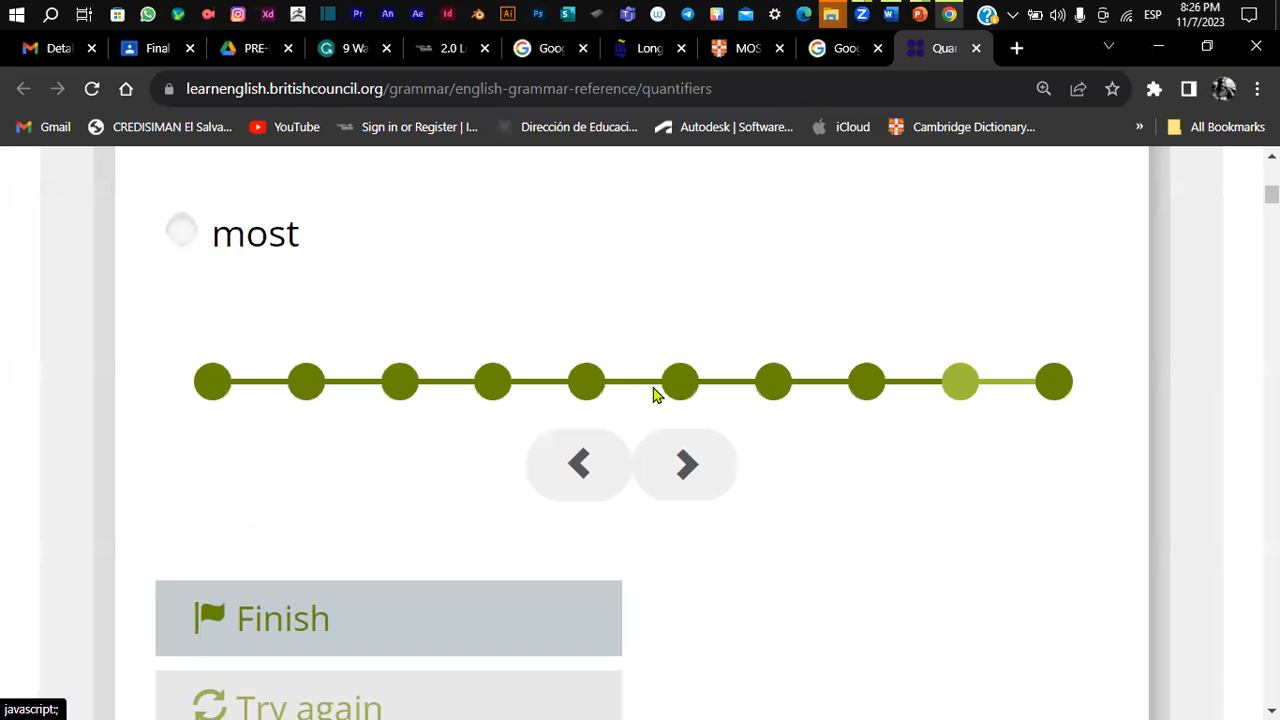 ESP
8:26 PM
11/7/2023
Detal
Final
PRE-I
9 Wa
2.0 L
Goog
Long
MOS
Goog
Quar
learnenglish.britishcouncil.org/grammar/english-grammar-reference/quantifiers
Gmail
CREDISIMAN El Salva...
YouTube
Sign in or Register | I...
Dirección de Educaci...
Autodesk | Software...
iCloud
Cambridge Dictionary...
»
All Bookmarks
most
Finish
Try again
javascript:;